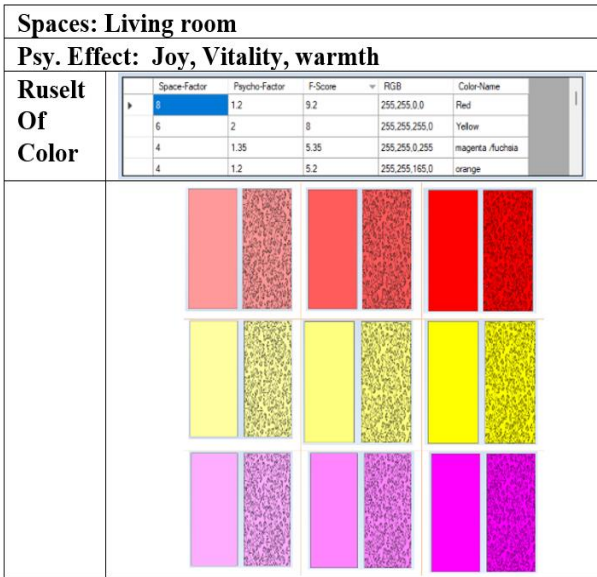 Spaces: Living room
Psy. Effect: Joy, Vitality, warmth
Ruselt
Of
Color
Space-Factor Psycho-Factor F-Score RGB Color-Name
8 1.2 9.2 255,255,0,0 Red
6 2 8 255,255,255,0 Yellow
4 1.35 5.35 255,255,0,255 magenta /fuchsia
4 1.2 5.2 255,255,165,0 orange